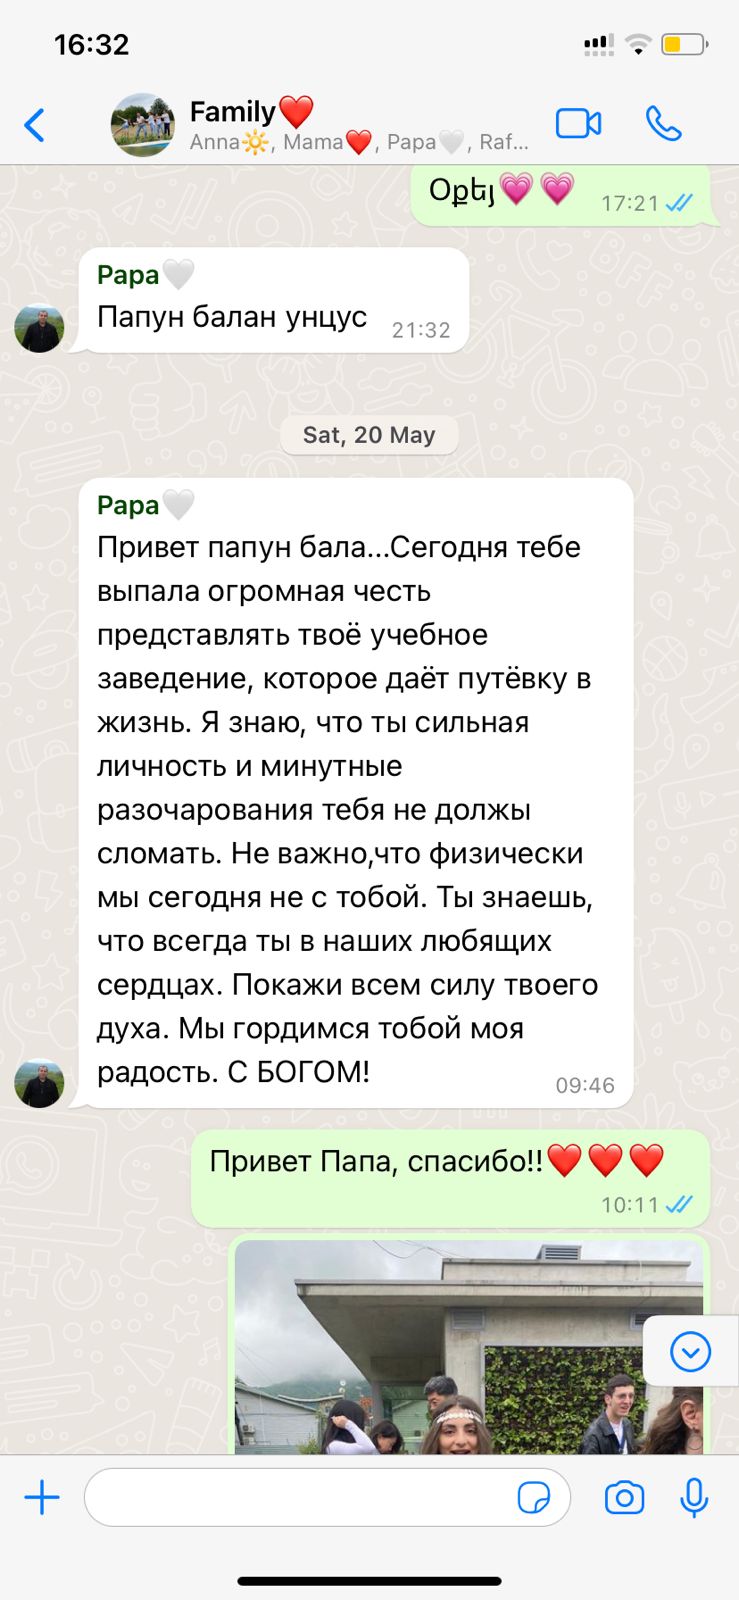 16:32
Family❤️
Anna☀️, Mama❤️, Papa🤍, Raf...
Օքեյ💗💗 17:21
Papa🤍
Папун балан унцус 21:32
Sat, 20 May
Papa🤍
Привет папун бала...Сегодня тебе
выпала огромная честь
представлять твоё учебное
заведение, которое даёт путёвку в
жизнь. Я знаю, что ты сильная
личность и минутные
разочарования тебя не должы
сломать. Не важно,что физически
мы сегодня не с тобой. Ты знаешь,
что всегда ты в наших любящих
сердцах. Покажи всем силу твоего
духа. Мы гордимся тобой моя
радость. С БОГОМ!
09:46
Привет Папа, спасибо!!❤️❤️❤️
10:11